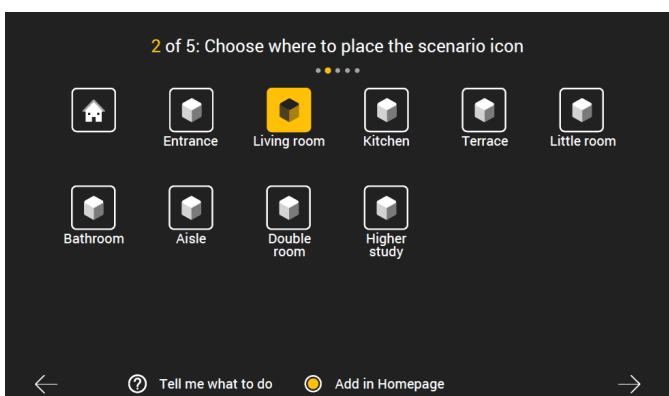 2 of 5: Choose where to place the scenario icon
Entrance
Living room
Kitchen
Terrace
Little room
Bathroom
Aisle
Double
room
Higher
study
? Tell me what to do
Add in Homepage